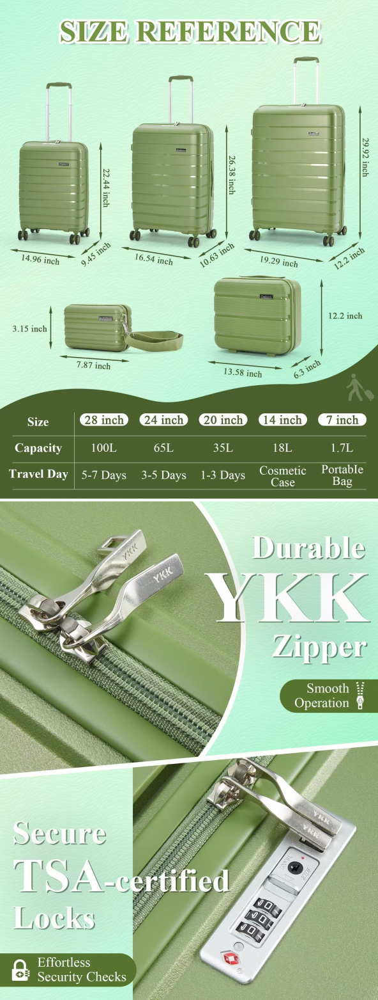 SIZE REFERENCE
22.44 inch
14.96 inch
9.45 inch
26.38 inch
16.54 inch
10.63 inch
29.92 inch
19.29 inch
12.2 inch
3.15 inch
7.87 inch
12.2 inch
13.58 inch
6.3 inch
Size 28 inch 24 inch 20 inch 14 inch 7 inch
Capacity 100L 65L 35L 18L 1.7L
Travel Day 5-7 Days 3-5 Days 1-3 Days Cosmetic Case Portable Bag
YKK
YKK
Durable
YKK
Zipper
Smooth
Operation
YKK
YKK
Secure
TSA-certified
Locks
0
0
0
Effortless
Security Checks